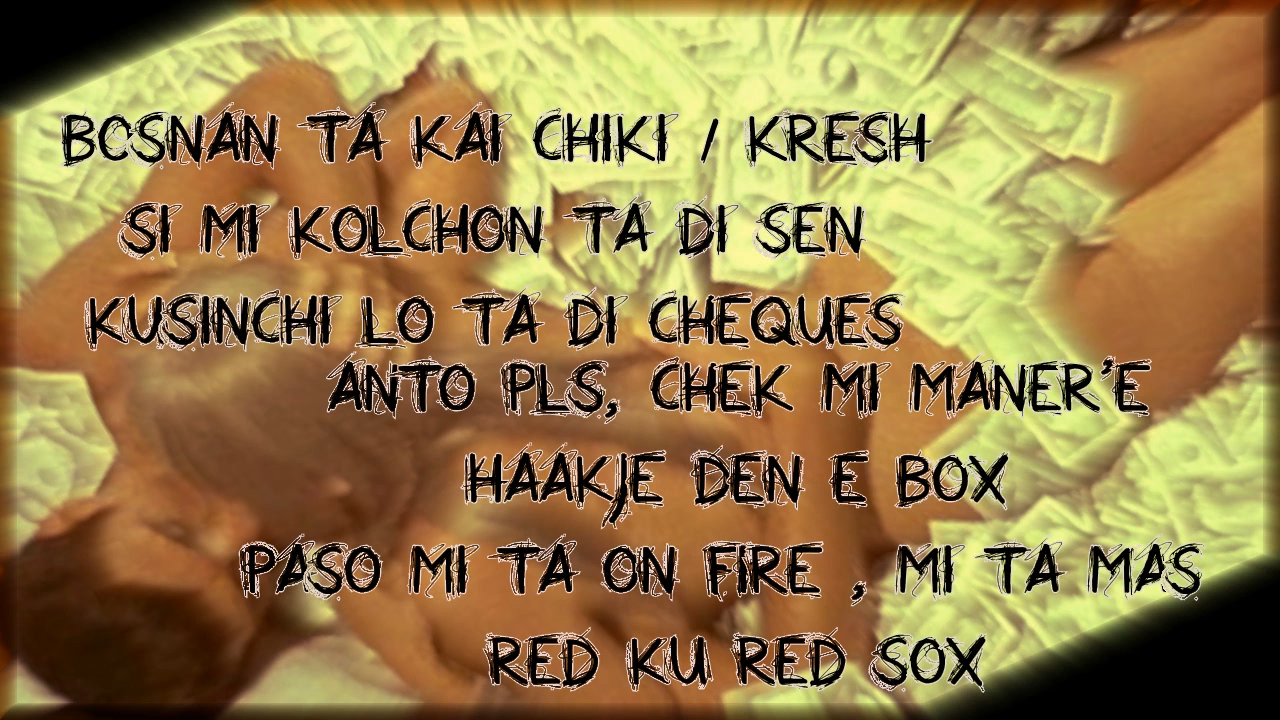 BOSNAN TA KAI CHIKI / KRESH
SI MI KOLCHON TA DI SEN
KUSINCHI LO TA DI CHEQUES
ANTO PLS, CHEK MI MANER'E
HAAKJE DEN E BOX
PASO MI TA ON FIRE , MI TA MAS
RED KU RED SOX